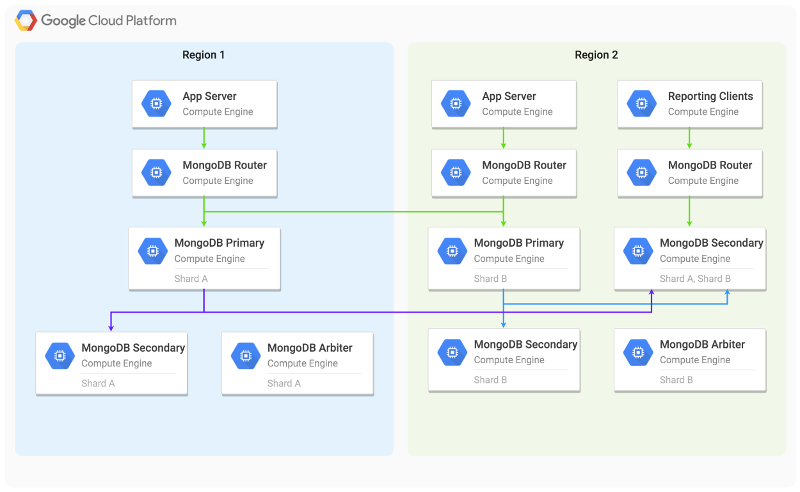 Google Cloud Platform
Region 1
App Server
Compute Engine
MongoDB Router
Compute Engine
MongoDB Primary
Compute Engine
Shard A
MongoDB Secondary
Compute Engine
Shard A
MongoDB Arbiter
Compute Engine
Shard A
Region 2
App Server
Compute Engine
Reporting Clients
Compute Engine
MongoDB Router
Compute Engine
MongoDB Router
Compute Engine
MongoDB Primary
Compute Engine
Shard B
MongoDB Secondary
Compute Engine
Shard A, Shard B
MongoDB Secondary
Compute Engine
Shard B
MongoDB Arbiter
Compute Engine
Shard B